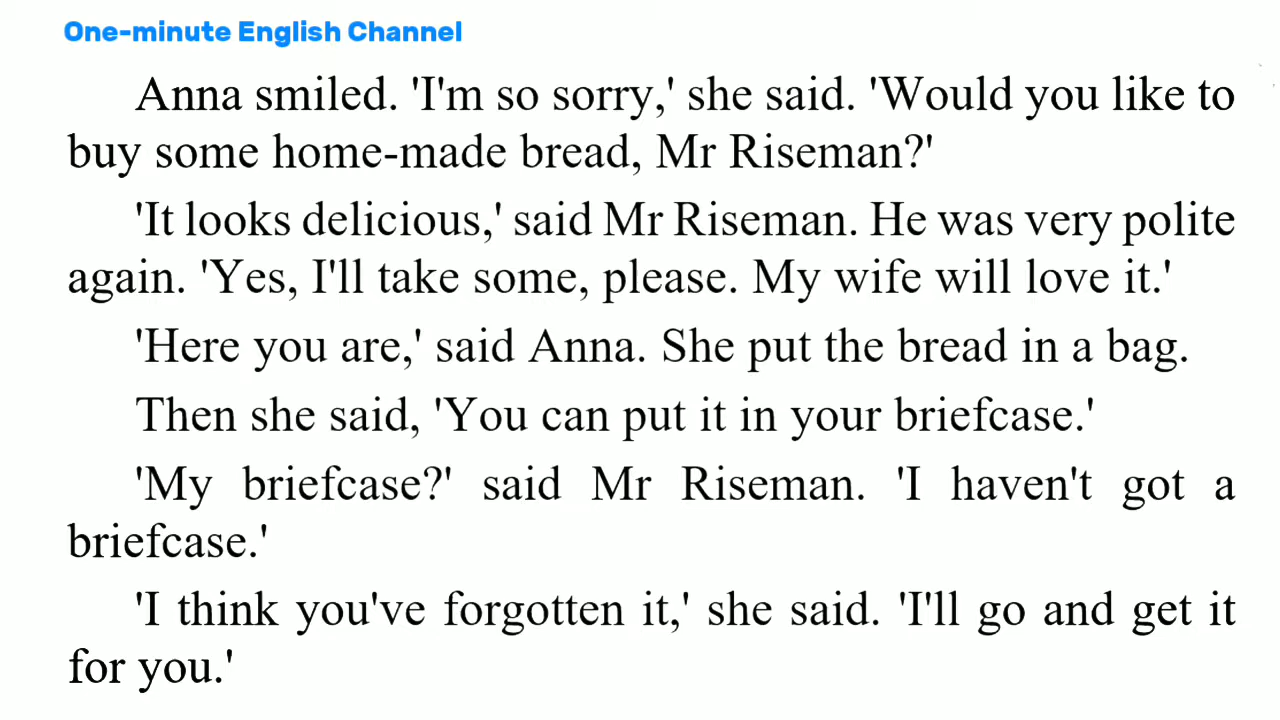 One-minute English Channel
Anna smiled. 'I'm so sorry,' she said. 'Would you like to
buy some home-made bread, Mr Riseman?'
'It looks delicious,' said Mr Riseman. He was very polite
again. 'Yes, I'll take some, please. My wife will love it.'
'Here you are,' said Anna. She put the bread in a bag.
Then she said, 'You can put it in your briefcase.'
'My briefcase?' said Mr Riseman. 'I haven't got a
briefcase.'
'I think you've forgotten it,' she said. 'I'll go and get it
for you.'